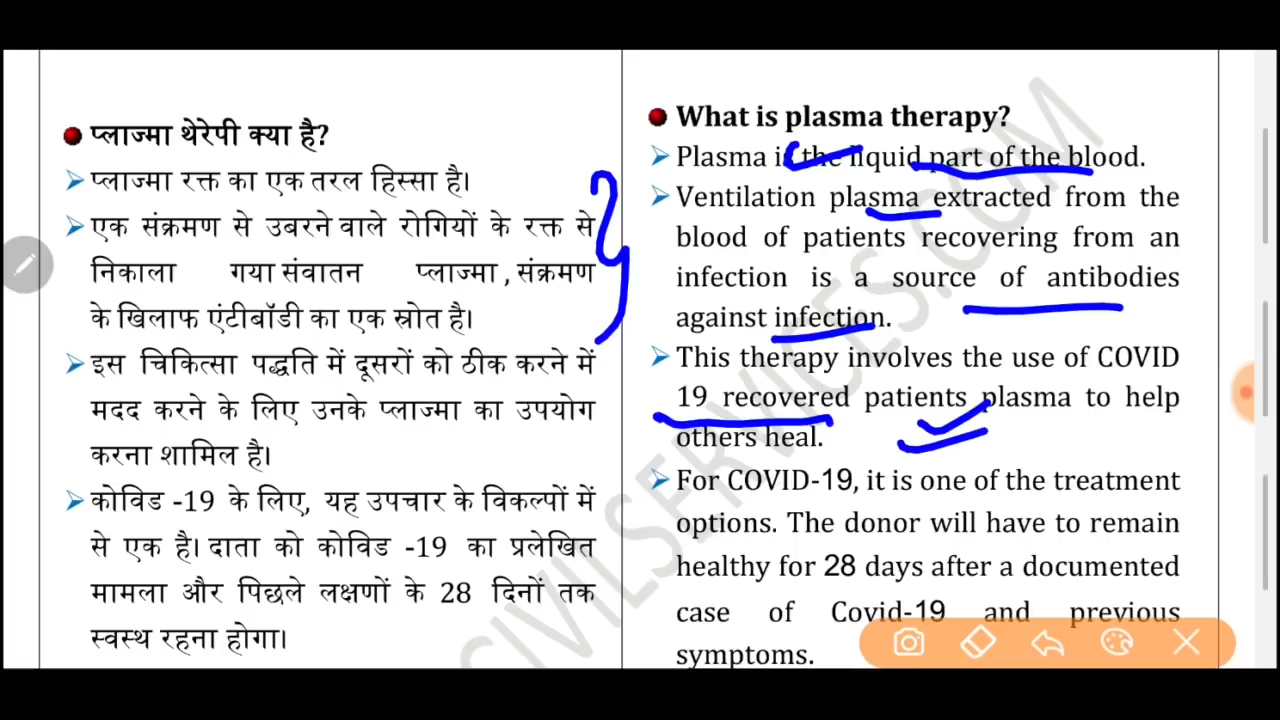 प्लाज्मा थेरेपी क्या है?
प्लाज्मा रक्त का एक तरल हिस्सा है।
एक संक्रमण से उबरने वाले रोगियों के रक्त से
निकाला गया संवातन प्लाज्मा, संक्रमण
के खिलाफ एंटीबॉडी का एक स्रोत है।
इस चिकित्सा पद्धति में दूसरों को ठीक करने में
मदद करने के लिए उनके प्लाज्मा का उपयोग
करना शामिल है।
कोविड -19 के लिए, यह उपचार के विकल्पों में
से एक है। दाता को कोविड -19 का प्रलेखित
मामला और पिछले लक्षणों के 28 दिनों तक
स्वस्थ रहना होगा।
What is plasma therapy?
Plasma is the liquid part of the blood.
Ventilation plasma extracted from the
blood of patients recovering from an
infection is a source of antibodies
against infection.
This therapy involves the use of COVID
19 recovered patients plasma to help
others heal.
For COVID-19, it is one of the treatment
options. The donor will have to remain
healthy for 28 days after a documented
case of Covid-19 and previous
symptoms.
CIVILSERVICES.COM